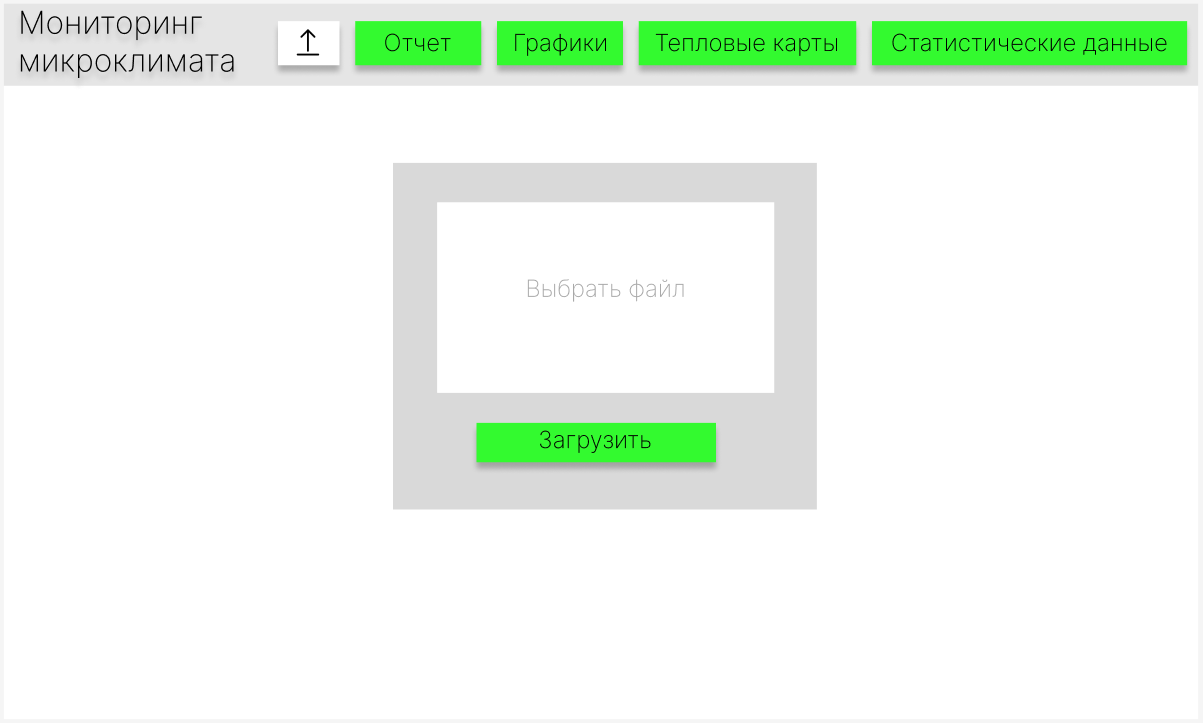 Мониторинг
микроклимата
Отчет
Графики
Тепловые карты
Статистические данные
Выбрать файл
Загрузить